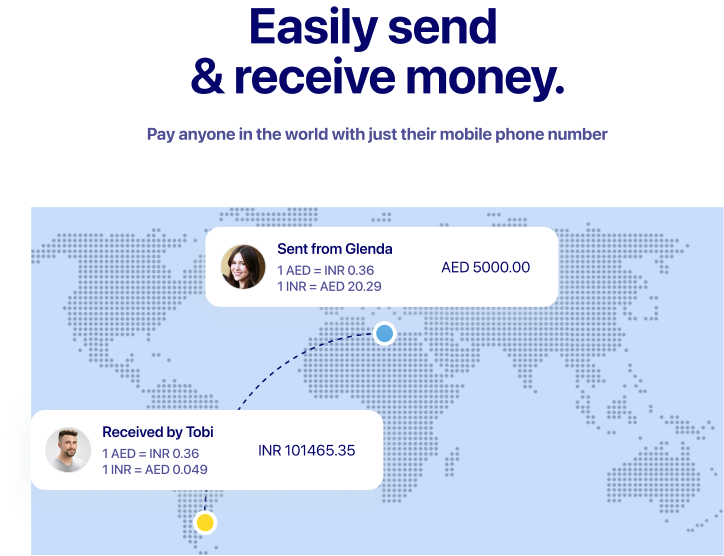 Easily send
& receive money.
Pay anyone in the world with just their mobile phone number
Sent from Glenda
1 AED = INR 0.36
1 INR = AED 20.29
AED 5000.00
Received by Tobi
1 AED = INR 0.36
1 INR = AED 0.049
INR 101465.35